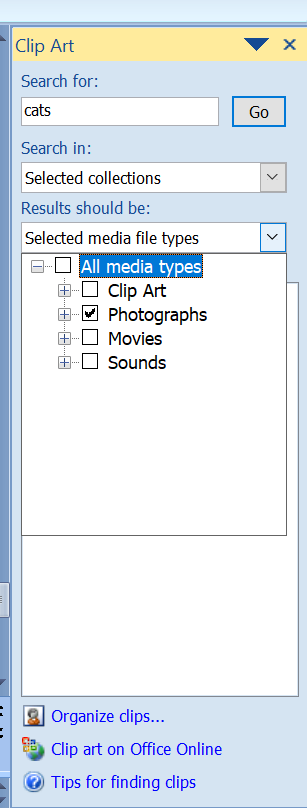 Clip Art
Search for:
cats
Go
Search in:
Selected collections
Results should be:
Selected media file types
All media types
Clip Art
Photographs
Movies
Sounds
Organize clips...
Clip art on Office Online
Tips for finding clips